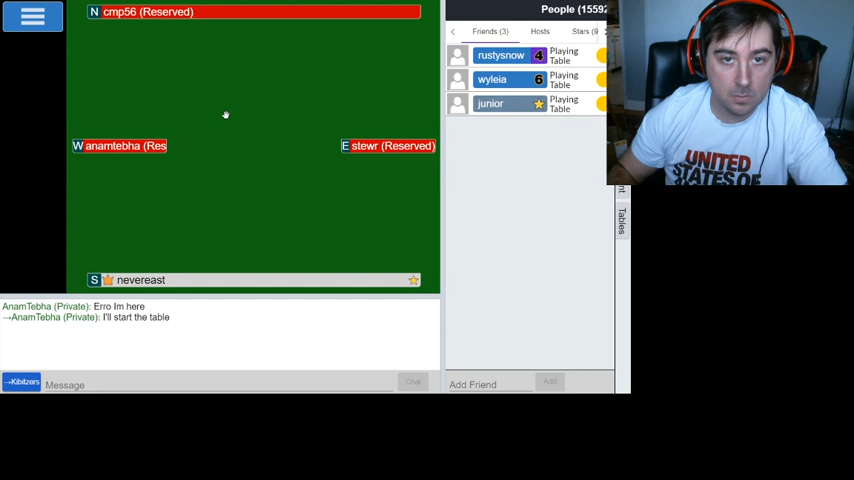 N cmp56 (Reserved)
W anamtebha (Res
E stewr (Reserved)
S nevereast
AnamTebha (Private): Erro Im here
→AnamTebha (Private): I'll start the table
→Kibitzers
Message
Chat
People (15592
Friends (3)
Hosts
Stars (9
rustysnow 4 Playing Table
wyleia 6 Playing Table
junior Playing Table
Tables
Add Friend
Add
UNITED
STATES OF